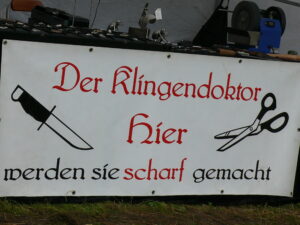 Der Klingendoktor
Hier
werden sie scharf gemacht